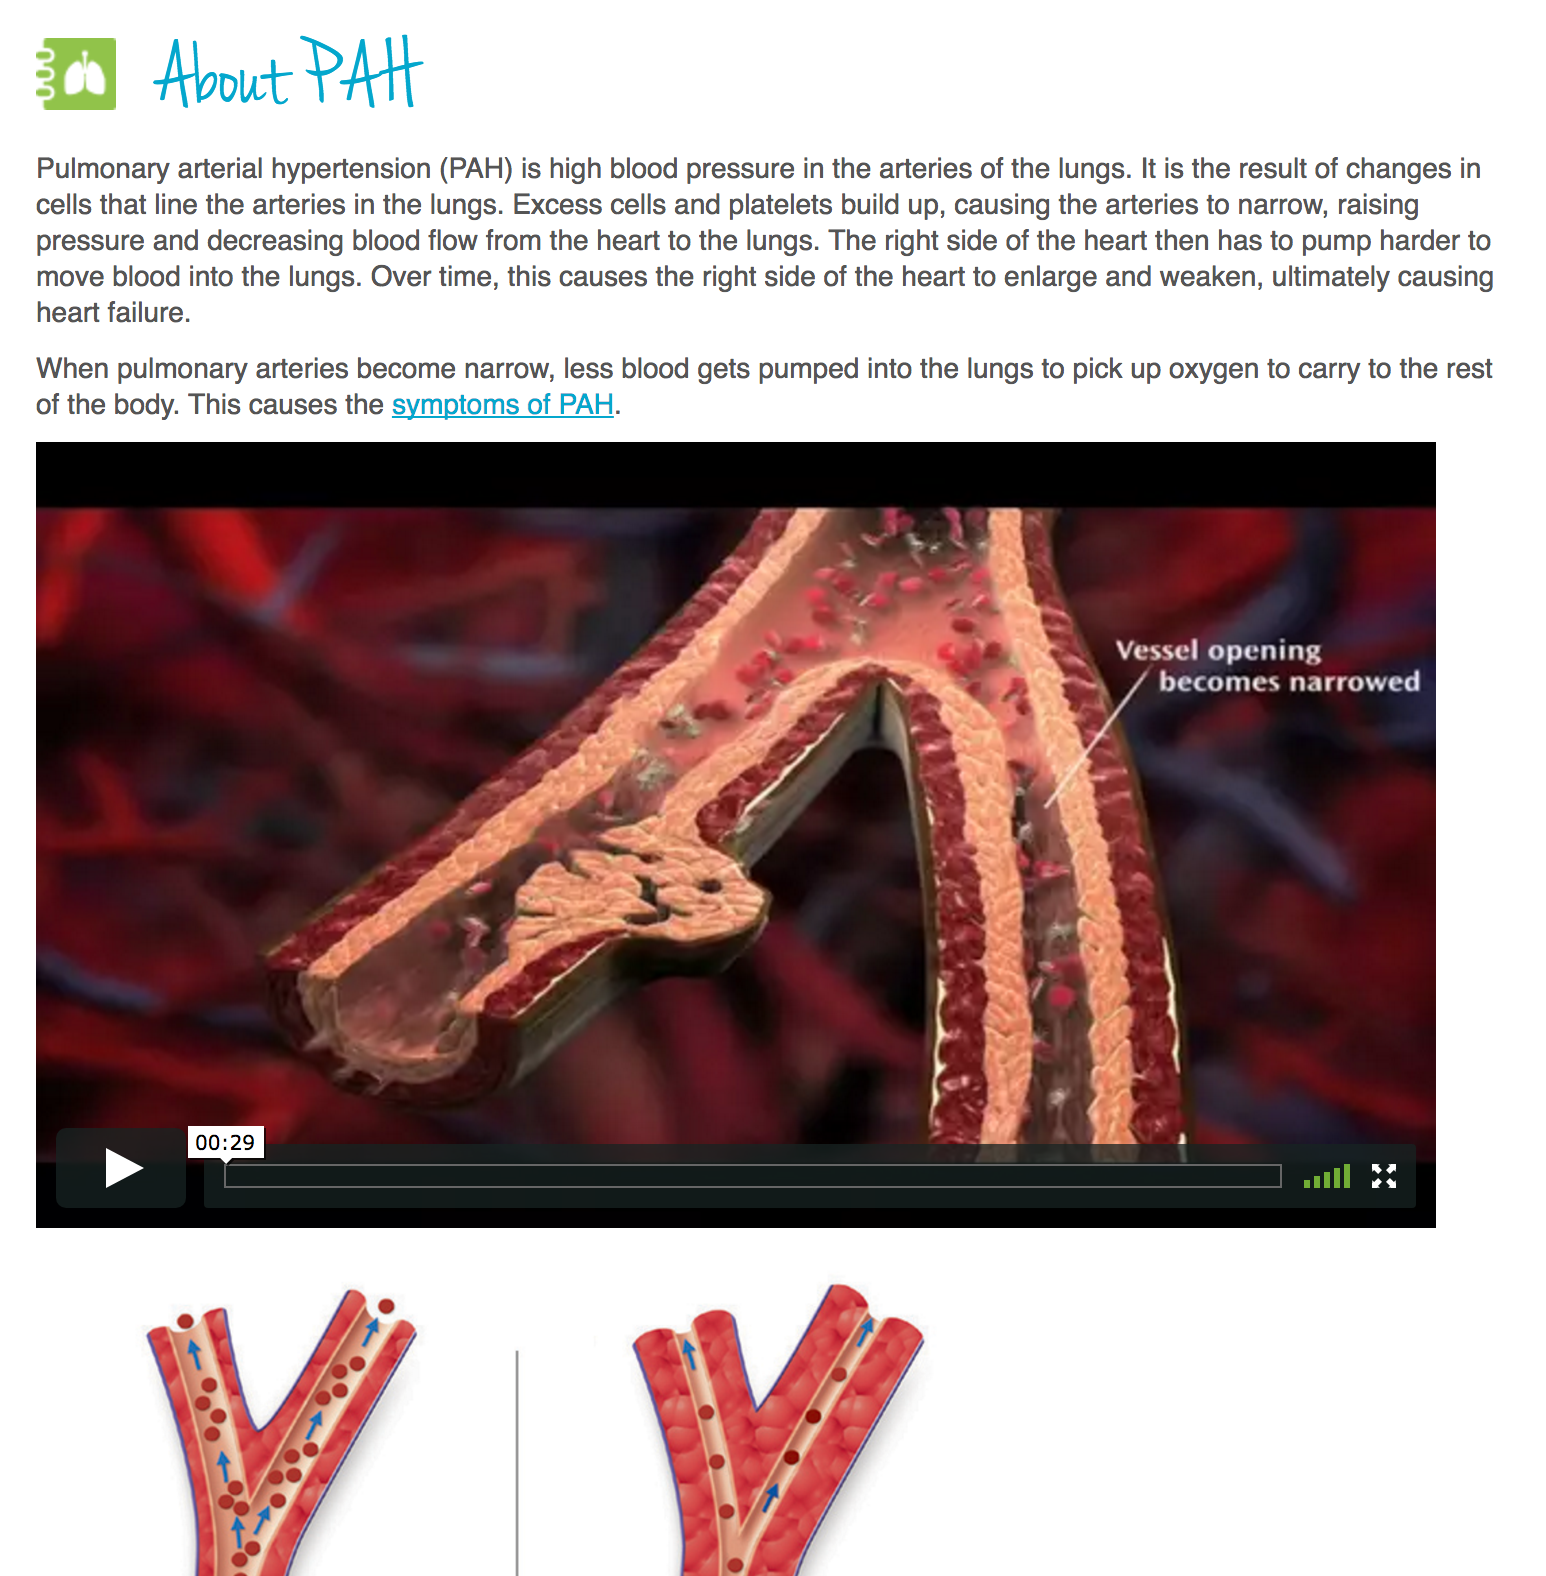 About PAH
Pulmonary arterial hypertension (PAH) is high blood pressure in the arteries of the lungs. It is the result of changes in
cells that line the arteries in the lungs. Excess cells and platelets build up, causing the arteries to narrow, raising
pressure and decreasing blood flow from the heart to the lungs. The right side of the heart then has to pump harder to
move blood into the lungs. Over time, this causes the right side of the heart to enlarge and weaken, ultimately causing
heart failure.
When pulmonary arteries become narrow, less blood gets pumped into the lungs to pick up oxygen to carry to the rest
of the body. This causes the symptoms of PAH.
Vessel opening
becomes narrowed
00:29